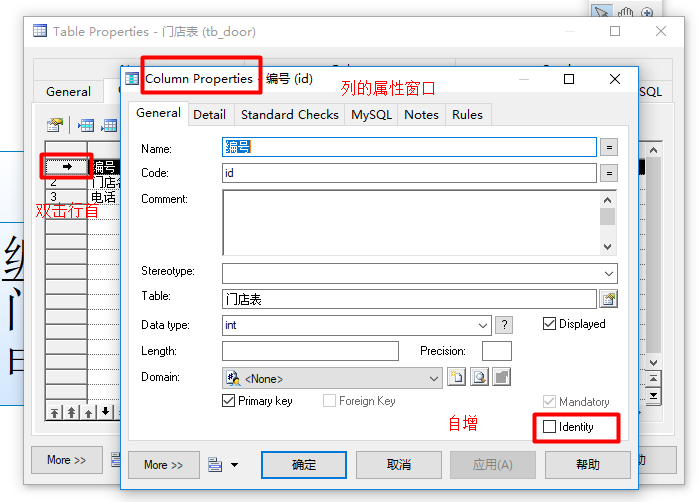 Table Properties - 门店表 (tb_door)
General
SQL
Column Properties - 编号 (id)
列的属性窗口
General
Detail
Standard Checks
MySQL
Notes
Rules
Name:
编号
=
Code:
id
=
Comment:
编号
2
门店名
3
电话
双击行首
Stereotype:
Table:
门店表
Data type:
int
?
Displayed
Length:
Precision:
Domain:
<None>
Primary key
Foreign Key
Mandatory
自增
Identity
More >>
More >>
确定
取消
应用(A)
帮助
助